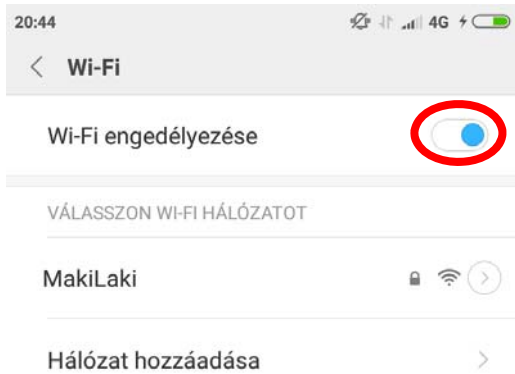 20:44 4G
Wi-Fi
Wi-Fi engedélyezése
VÁLASSZON WI-FI HÁLÓZATOT
MakiLaki
Hálózat hozzáadása